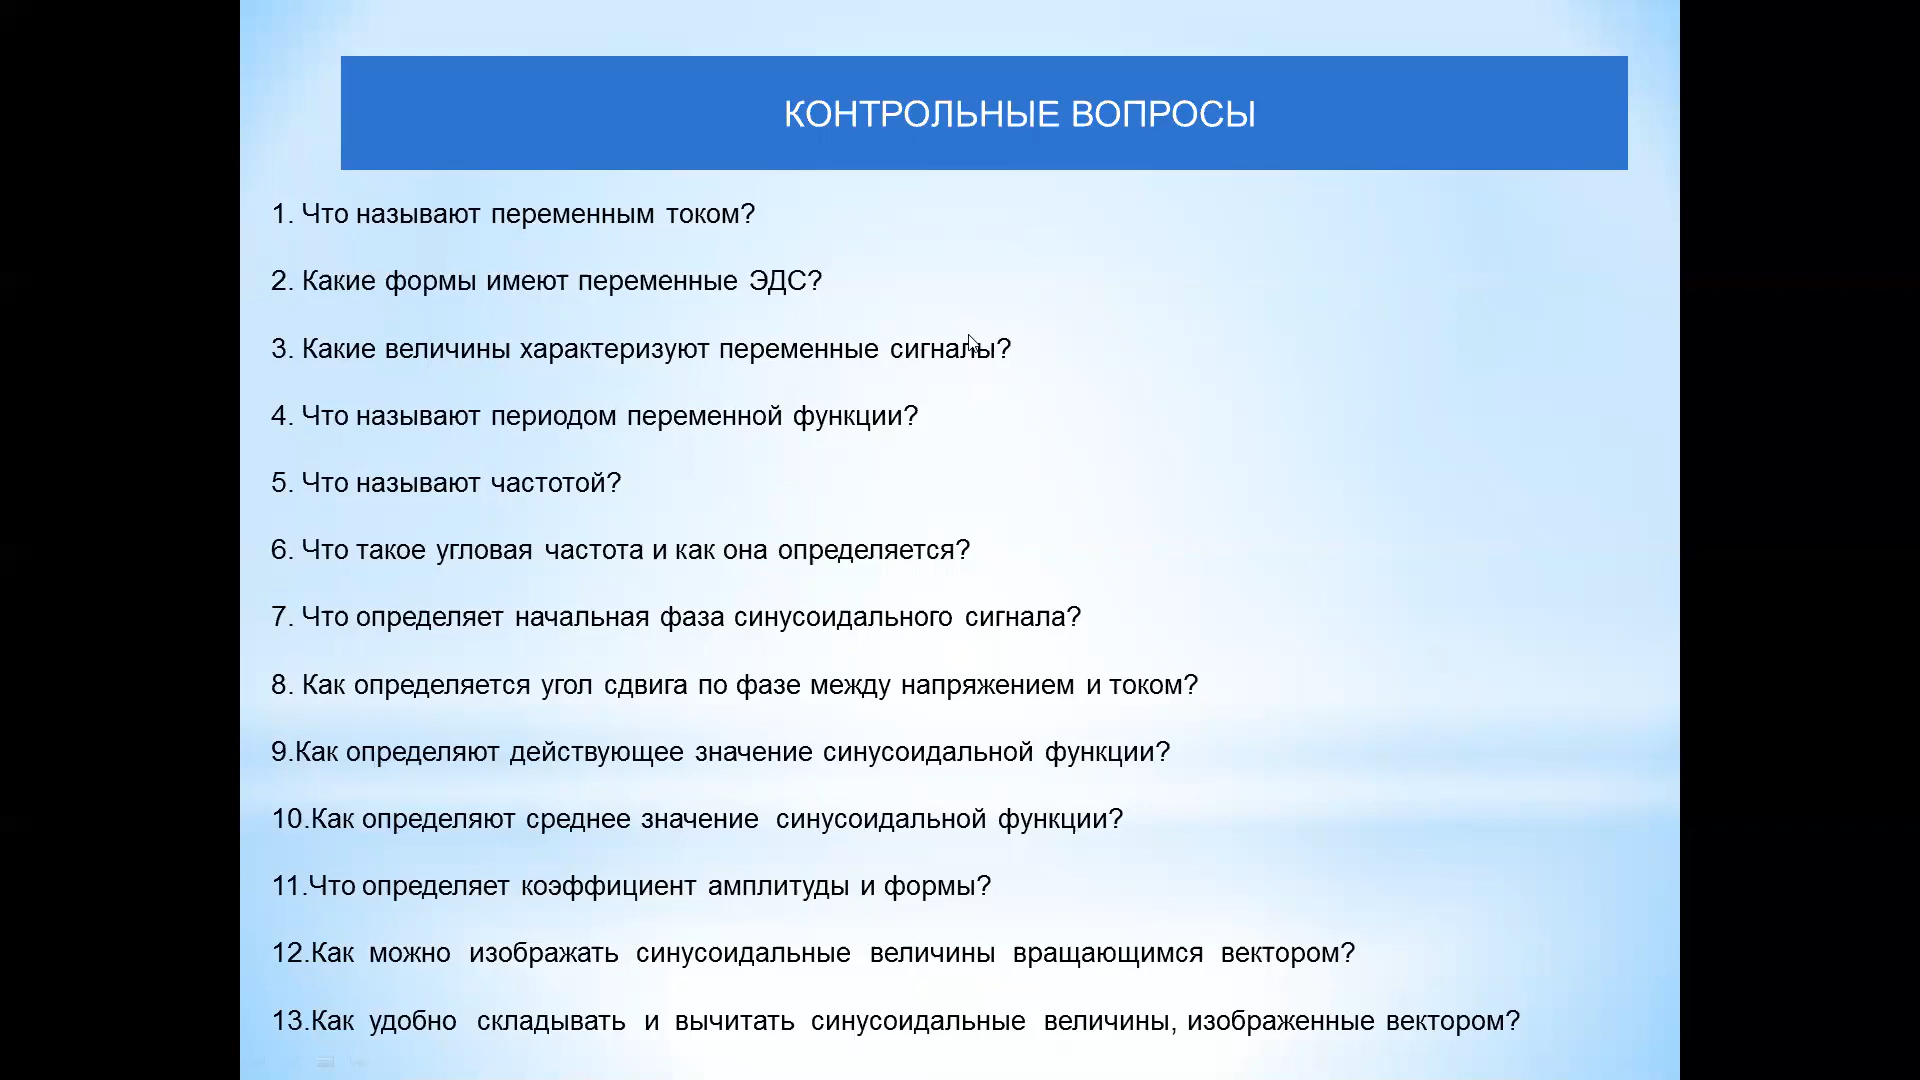 КОНТРОЛЬНЫЕ ВОПРОСЫ
1. Что называют переменным током?
2. Какие формы имеют переменные ЭДС?
3. Какие величины характеризуют переменные сигналы?
4. Что называют периодом переменной функции?
5. Что называют частотой?
6. Что такое угловая частота и как она определяется?
7. Что определяет начальная фаза синусоидального сигнала?
8. Как определяется угол сдвига по фазе между напряжением и током?
9.Как определяют действующее значение синусоидальной функции?
10.Как определяют среднее значение синусоидальной функции?
11.Что определяет коэффициент амплитуды и формы?
12.Как можно изображать синусоидальные величины вращающимся вектором?
13.Как удобно складывать и вычитать синусоидальные величины, изображенные вектором?